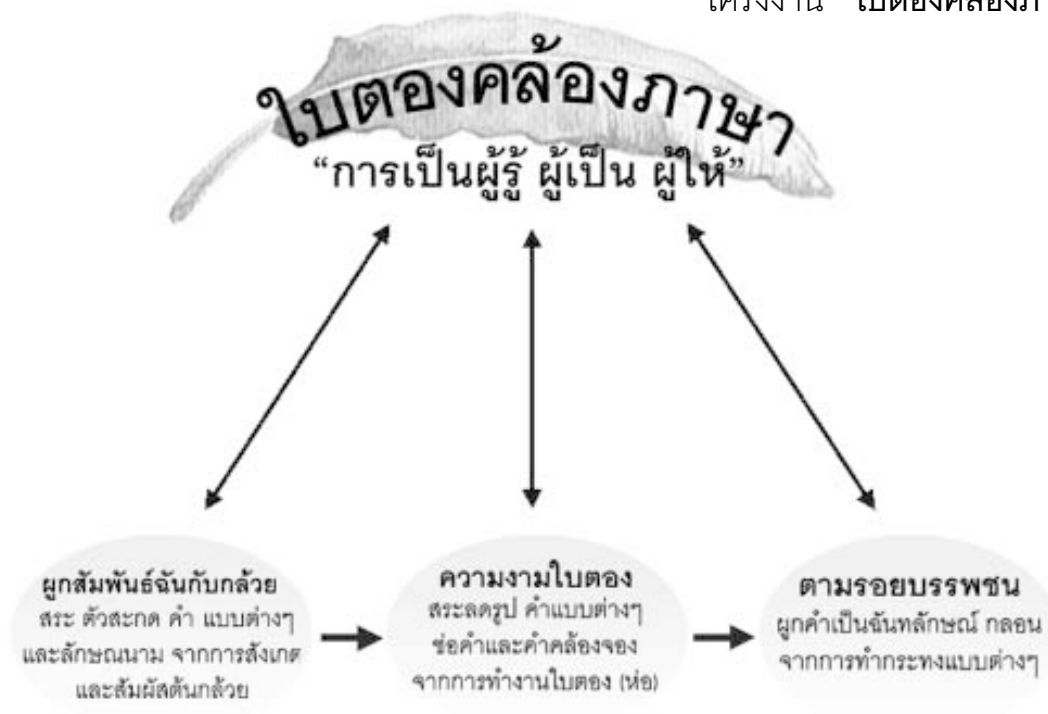 ใบตองคล้องภาษา
“การเป็นผู้รู้ ผู้เป็น ผู้ให้”
ผูกสัมพันธ์ฉันกับกล้วย
สระ ตัวสะกด คำ แบบต่างๆ
และลักษณนาม จากการสังเกต
และสัมผัสต้นกล้วย
ความงามใบตอง
สระลดรูป คำแบบต่างๆ
ช่อคำและคำคล้องจอง
จากการทำงานใบตอง (ห่อ)
ตามรอยบรรพชน
ผูกคำเป็นฉันทลักษณ์ กลอน
จากการทำกระทงแบบต่างๆ